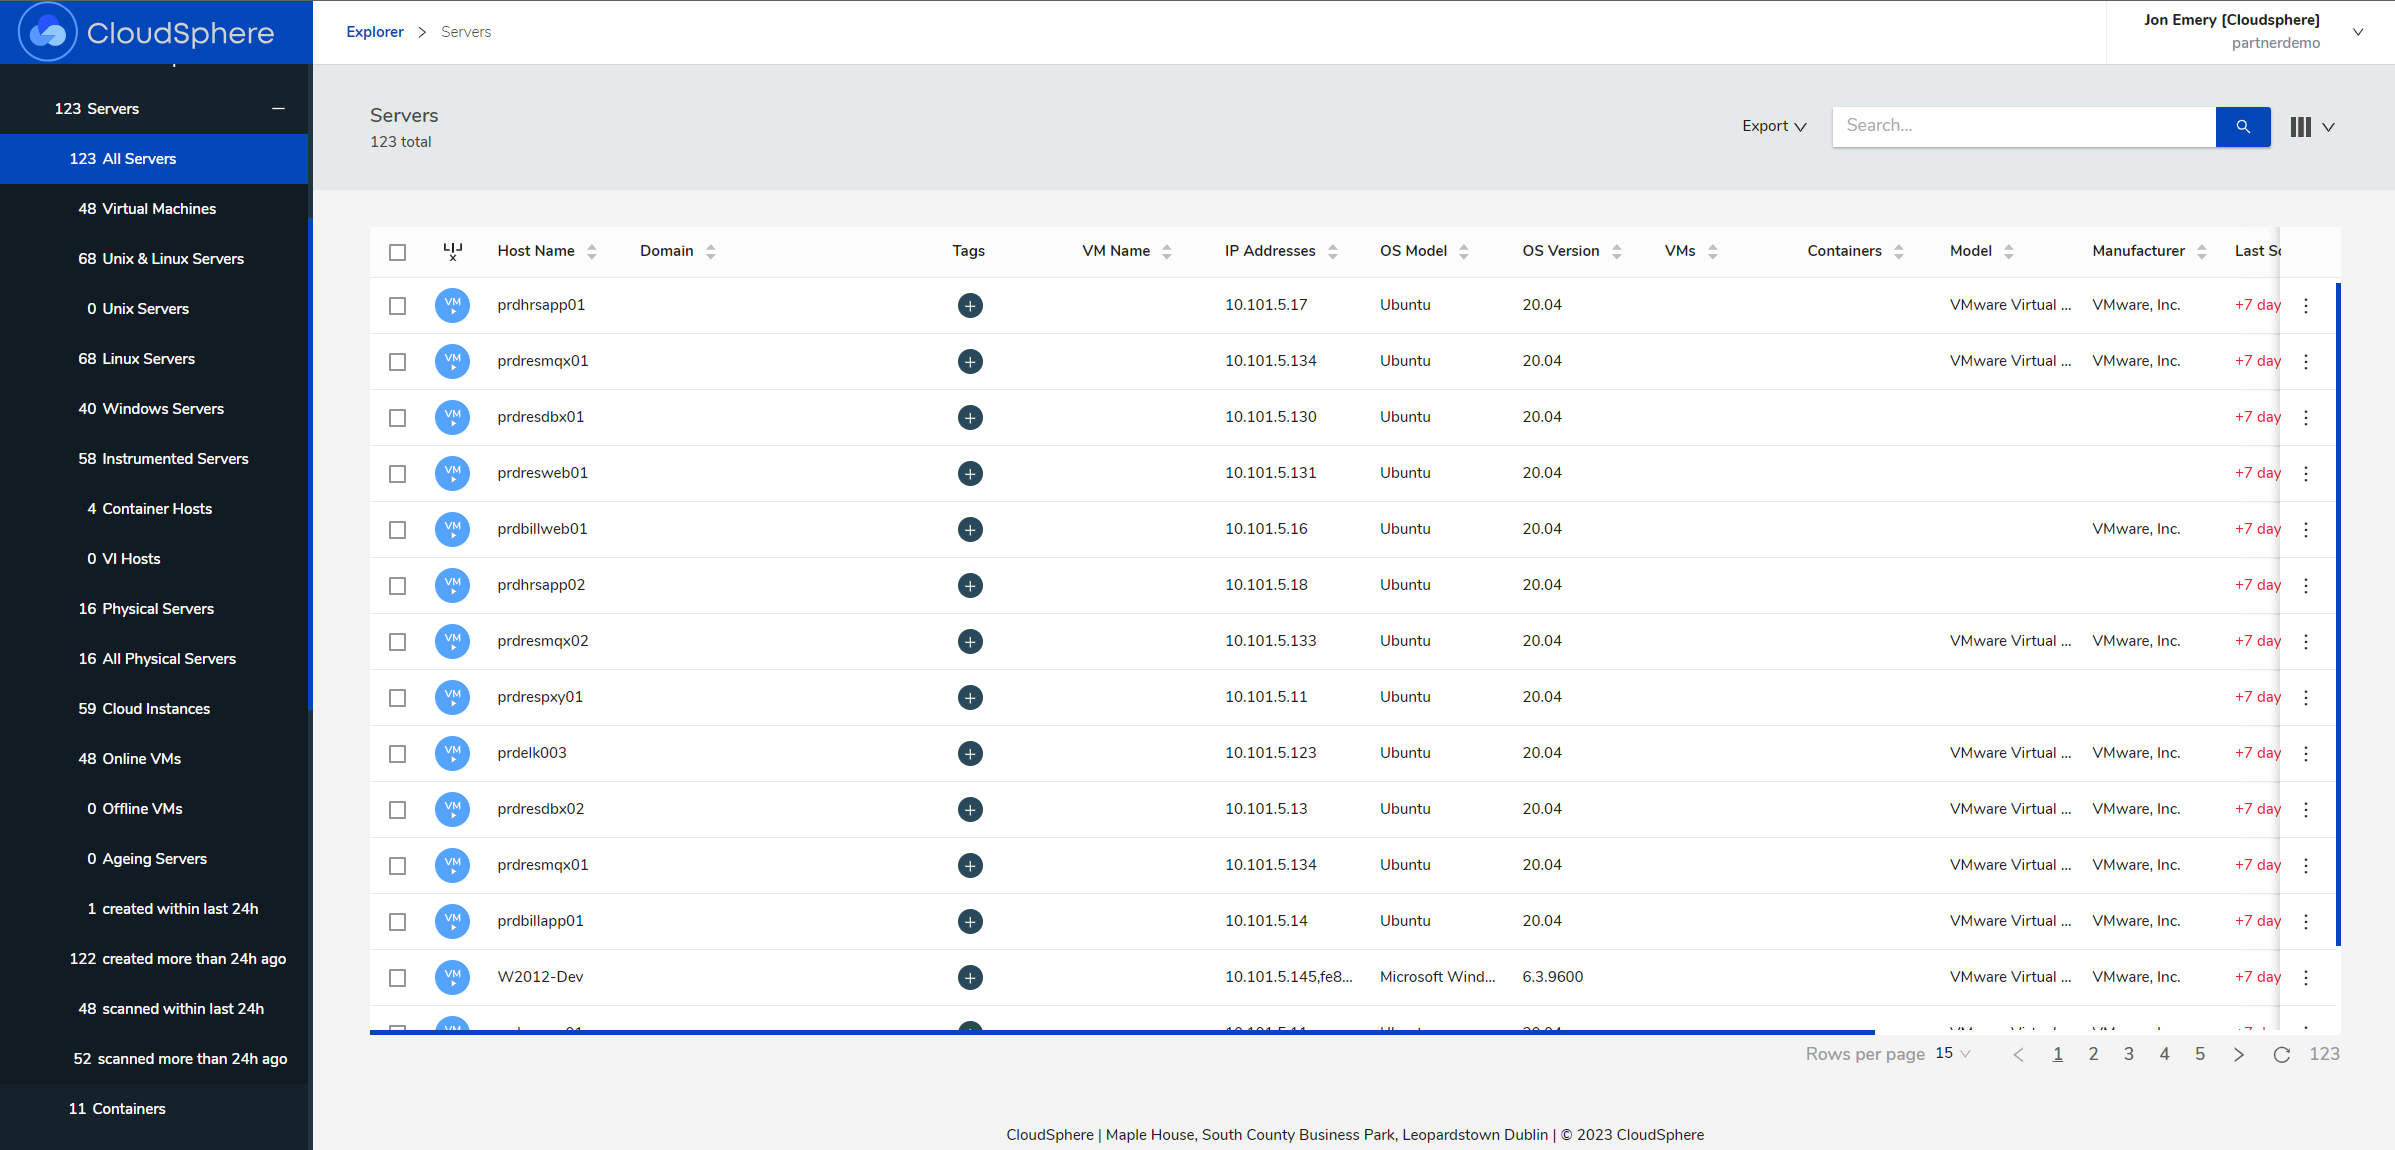 CloudSphere
Explorer > Servers
Jon Emery [Cloudsphere]
partnerdemo
123 Servers
123 All Servers
48 Virtual Machines
68 Unix & Linux Servers
0 Unix Servers
68 Linux Servers
40 Windows Servers
58 Instrumented Servers
4 Container Hosts
0 VI Hosts
16 Physical Servers
16 All Physical Servers
59 Cloud Instances
48 Online VMs
0 Offline VMs
0 Ageing Servers
1 created within last 24h
122 created more than 24h ago
48 scanned within last 24h
52 scanned more than 24h ago
11 Containers
Servers
123 total
Export
Search...
Host Name Domain Tags VM Name IP Addresses OS Model OS Version VMs Containers Model Manufacturer Last
VM prdhrsapp01 10.101.5.17 Ubuntu 20.04 VMware Virtual ... VMware, Inc. +7 day
VM prdresmqx01 10.101.5.134 Ubuntu 20.04 VMware Virtual ... VMware, Inc. +7 day
VM prdresdbx01 10.101.5.130 Ubuntu 20.04 +7 day
VM prdresweb01 10.101.5.131 Ubuntu 20.04 +7 day
VM prdbillweb01 10.101.5.16 Ubuntu 20.04 VMware, Inc. +7 day
VM prdhrsapp02 10.101.5.18 Ubuntu 20.04 +7 day
VM prdresmqx02 10.101.5.133 Ubuntu 20.04 VMware Virtual ... VMware, Inc. +7 day
VM prdrespxy01 10.101.5.11 Ubuntu 20.04 +7 day
VM prdelk003 10.101.5.123 Ubuntu 20.04 VMware Virtual ... VMware, Inc. +7 day
VM prdresdbx02 10.101.5.13 Ubuntu 20.04 VMware Virtual ... VMware, Inc. +7 day
VM prdresmqx01 10.101.5.134 Ubuntu 20.04 VMware Virtual ... VMware, Inc. +7 day
VM prdbillapp01 10.101.5.14 Ubuntu 20.04 VMware Virtual ... VMware, Inc. +7 day
VM W2012-Dev 10.101.5.145,fe8... Microsoft Wind... 6.3.9600 VMware Virtual ... VMware, Inc. +7 day
Rows per page 15 < 1 2 3 4 5 > 123
CloudSphere | Maple House, South County Business Park, Leopardstown Dublin | © 2023 CloudSphere